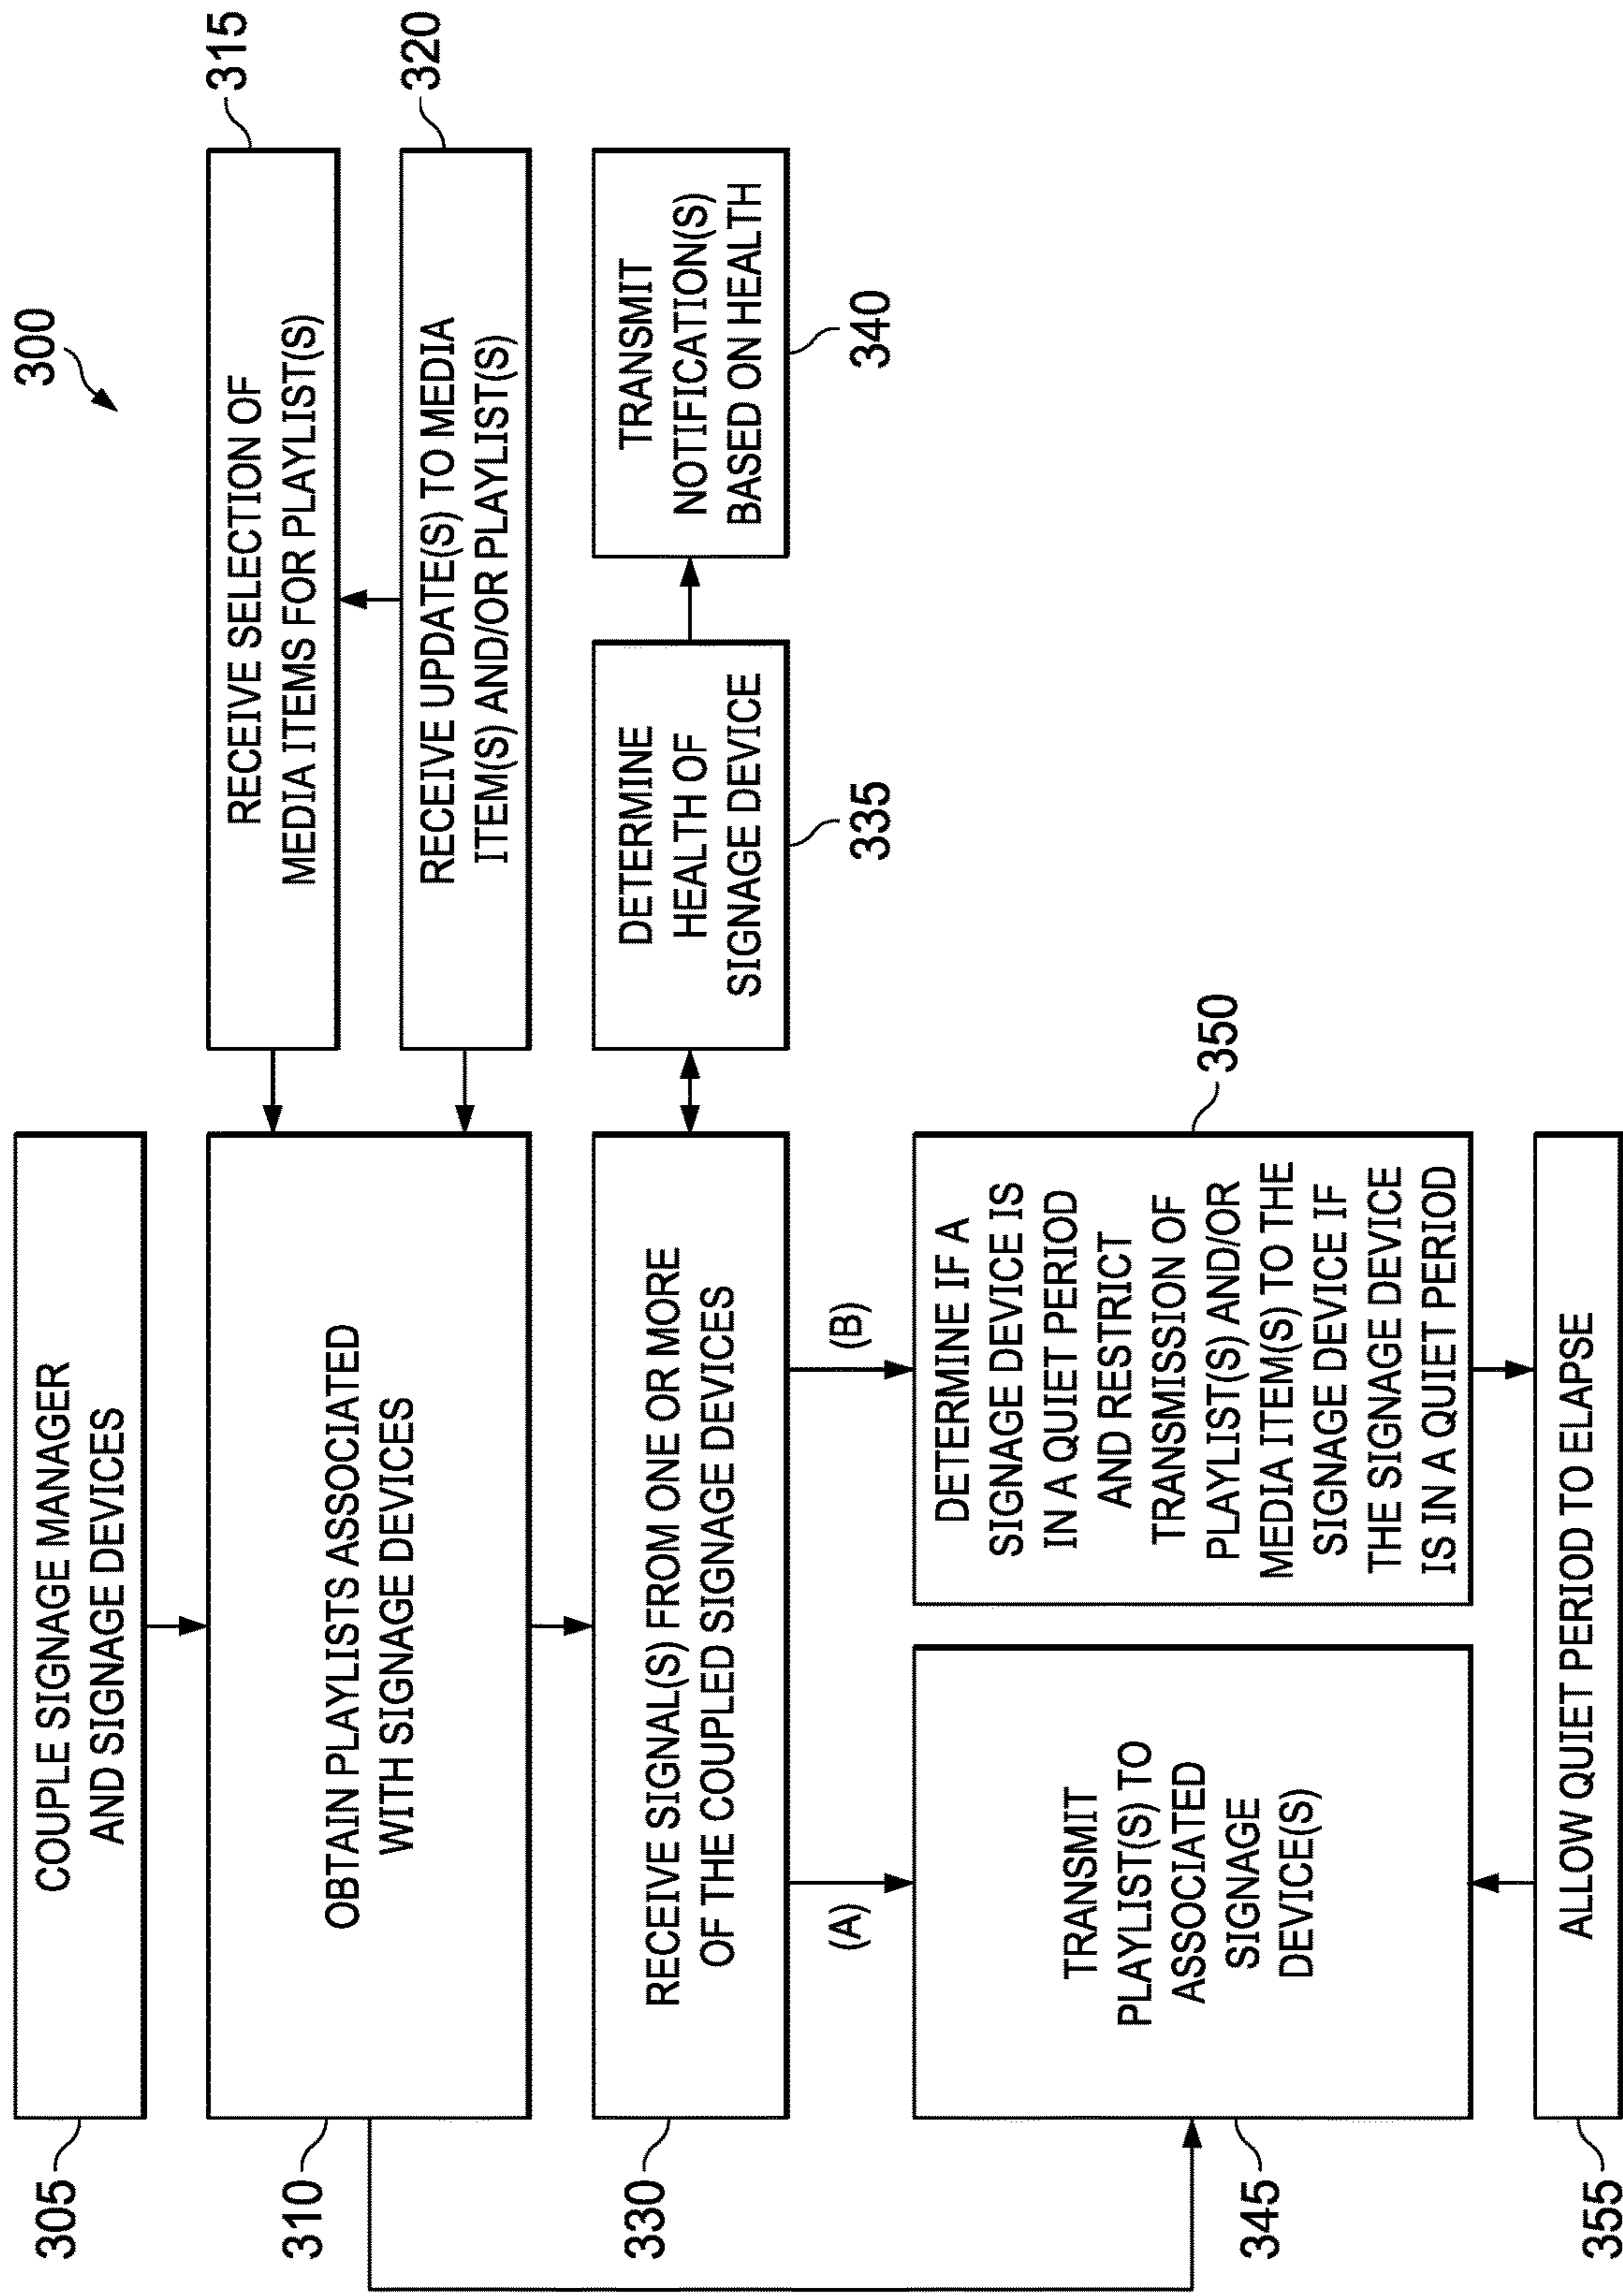 300
305
COUPLE SIGNAGE MANAGER
AND SIGNAGE DEVICES
310
OBTAIN PLAYLISTS ASSOCIATED
WITH SIGNAGE DEVICES
RECEIVE SELECTION OF
MEDIA ITEMS FOR PLAYLIST(S)
315
RECEIVE UPDATE(S) TO MEDIA
ITEM(S) AND/OR PLAYLIST(S)
320
330
RECEIVE SIGNAL(S) FROM ONE OR MORE
OF THE COUPLED SIGNAGE DEVICES
DETERMINE
HEALTH OF
SIGNAGE DEVICE
335
TRANSMIT
NOTIFICATION(S)
BASED ON HEALTH
340
(A)
(B)
345
TRANSMIT
PLAYLIST(S) TO
ASSOCIATED
SIGNAGE
DEVICE(S)
DETERMINE IF A
SIGNAGE DEVICE IS
IN A QUIET PERIOD
AND RESTRICT
TRANSMISSION OF
PLAYLIST(S) AND/OR
MEDIA ITEM(S) TO THE
SIGNAGE DEVICE IF
THE SIGNAGE DEVICE
IS IN A QUIET PERIOD
350
355
ALLOW QUIET PERIOD TO ELAPSE